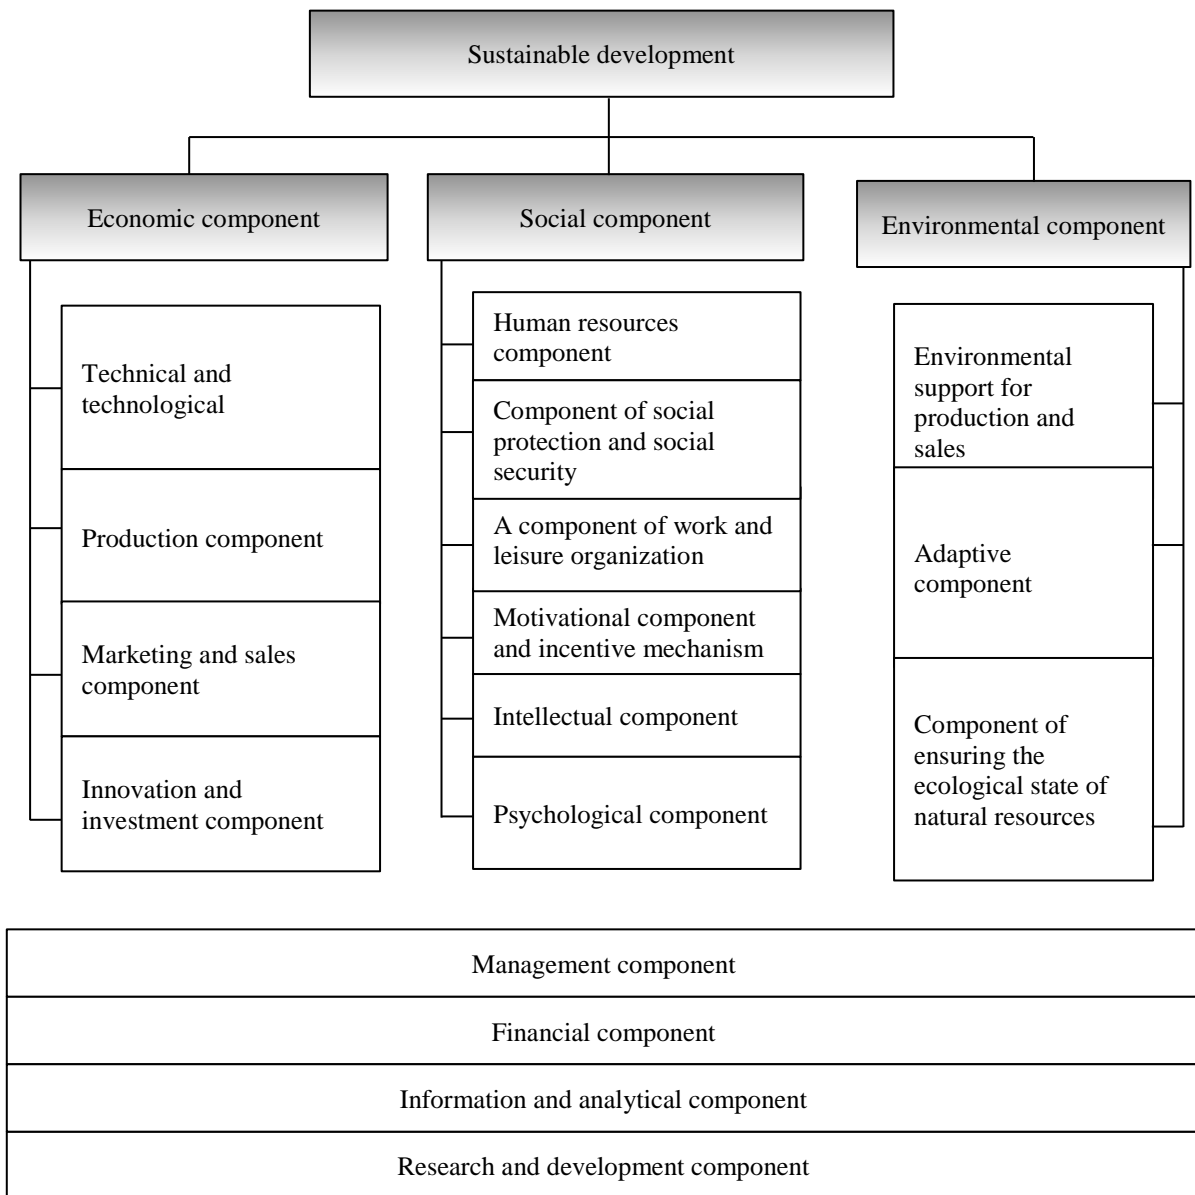 Sustainable development
Economic component
Social component
Environmental component
Technical and
technological
Production component
Marketing and sales
component
Innovation and
investment component
Human resources
component
Component of social
protection and social
security
A component of work and
leisure organization
Motivational component
and incentive mechanism
Intellectual component
Psychological component
Environmental
support for
production and
sales
Adaptive
component
Component of
ensuring the
ecological state of
natural resources
Management component
Financial component
Information and analytical component
Research and development component